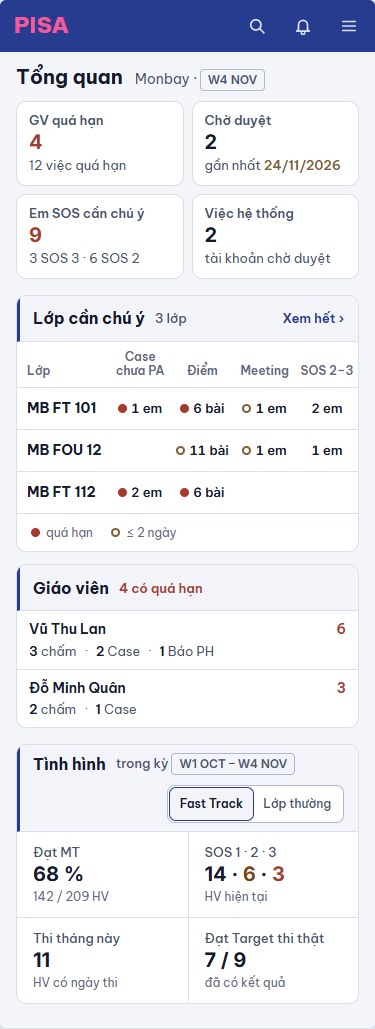 PISA
Tổng quan Monbay · W4 NOV
GV quá hạn
4
12 việc quá hạn
Chờ duyệt
2
gần nhất 24/11/2026
Em SOS cần chú ý
9
3 SOS 3 · 6 SOS 2
Việc hệ thống
2
tài khoản chờ duyệt
Lớp cần chú ý 3 lớp Xem hết ›
Lớp Case chưa PA Điểm Meeting SOS 2–3
MB FT 101 1 em 6 bài 1 em 2 em
MB FOU 12 11 bài 1 em 1 em
MB FT 112 2 em 6 bài
quá hạn ≤ 2 ngày
Giáo viên 4 có quá hạn
Vũ Thu Lan 6
3 chấm · 2 Case · 1 Báo PH
Đỗ Minh Quân 3
2 chấm · 1 Case
Tình hình trong kỳ W1 OCT – W4 NOV
Fast Track Lớp thường
Đạt MT
68 %
142 / 209 HV
SOS 1 · 2 · 3
14 · 6 · 3
HV hiện tại
Thi tháng này
11
HV có ngày thi
Đạt Target thi thật
7 / 9
đã có kết quả